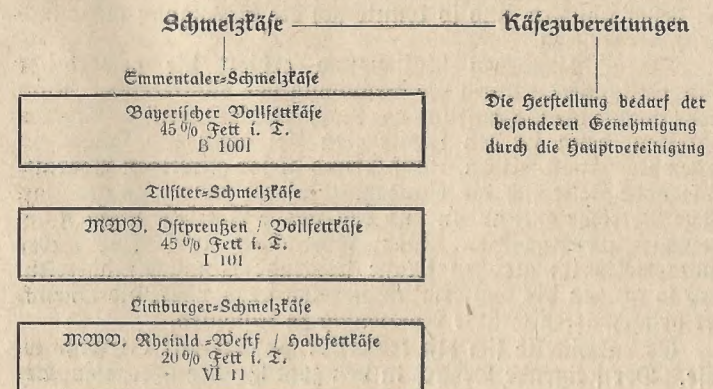 Schmelzkäse
Käsezubereitungen
Emmentaler=Schmelzkäse
Bayerischer Vollfettkäse
45 % Fett i. T.
B 1001
Die Herstellung bedarf der
besonderen Genehmigung
durch die Hauptvereinigung
Tilsiter=Schmelzkäse
MWV. Ostpreußen / Vollfettkäse
45 % Fett i. T.
I 101
Limburger=Schmelzkäse
MWV. Rheinld =Westf / Halbfettkäse
20 % Fett i. T.
VI 11